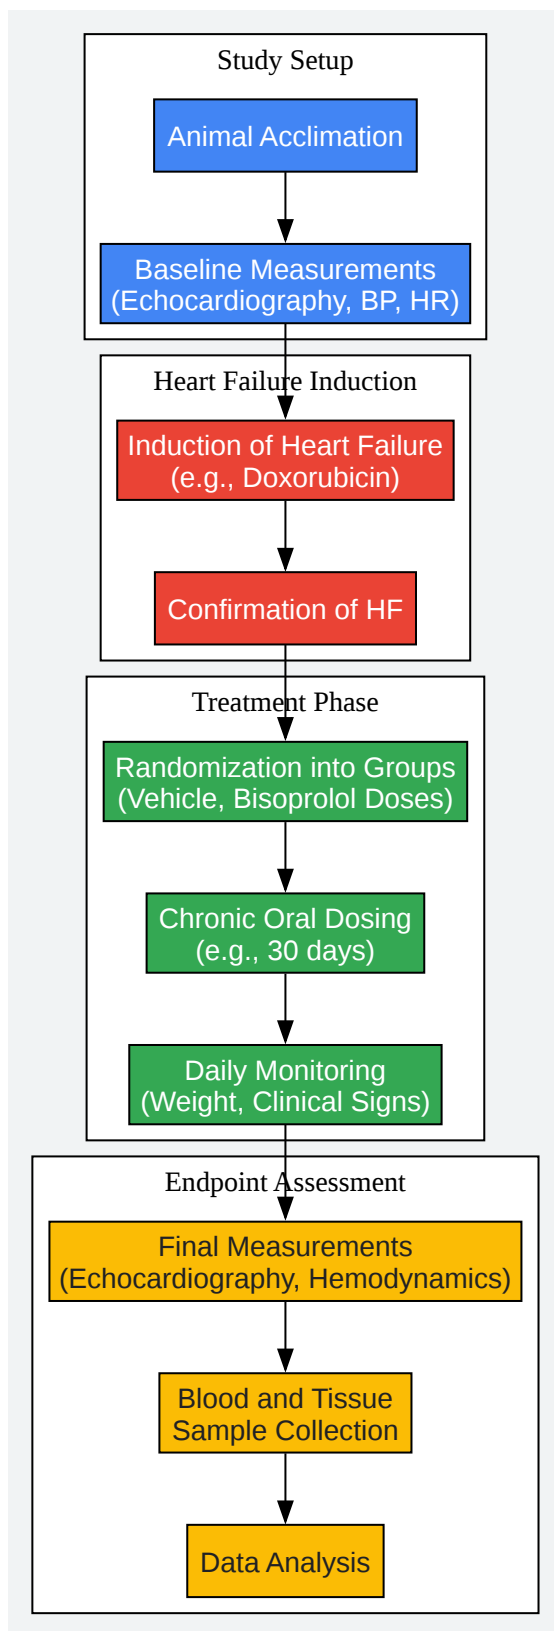 Study Setup
Animal Acclimation
Baseline Measurements
(Echocardiography, BP, HR)
Heart Failure Induction
Induction of Heart Failure
(e.g., Doxorubicin)
Confirmation of HF
Treatment Phase
Randomization into Groups
(Vehicle, Bisoprolol Doses)
Chronic Oral Dosing
(e.g., 30 days)
Daily Monitoring
(Weight, Clinical Signs)
Endpoint Assessment
Final Measurements
(Echocardiography, Hemodynamics)
Blood and Tissue
Sample Collection
Data Analysis